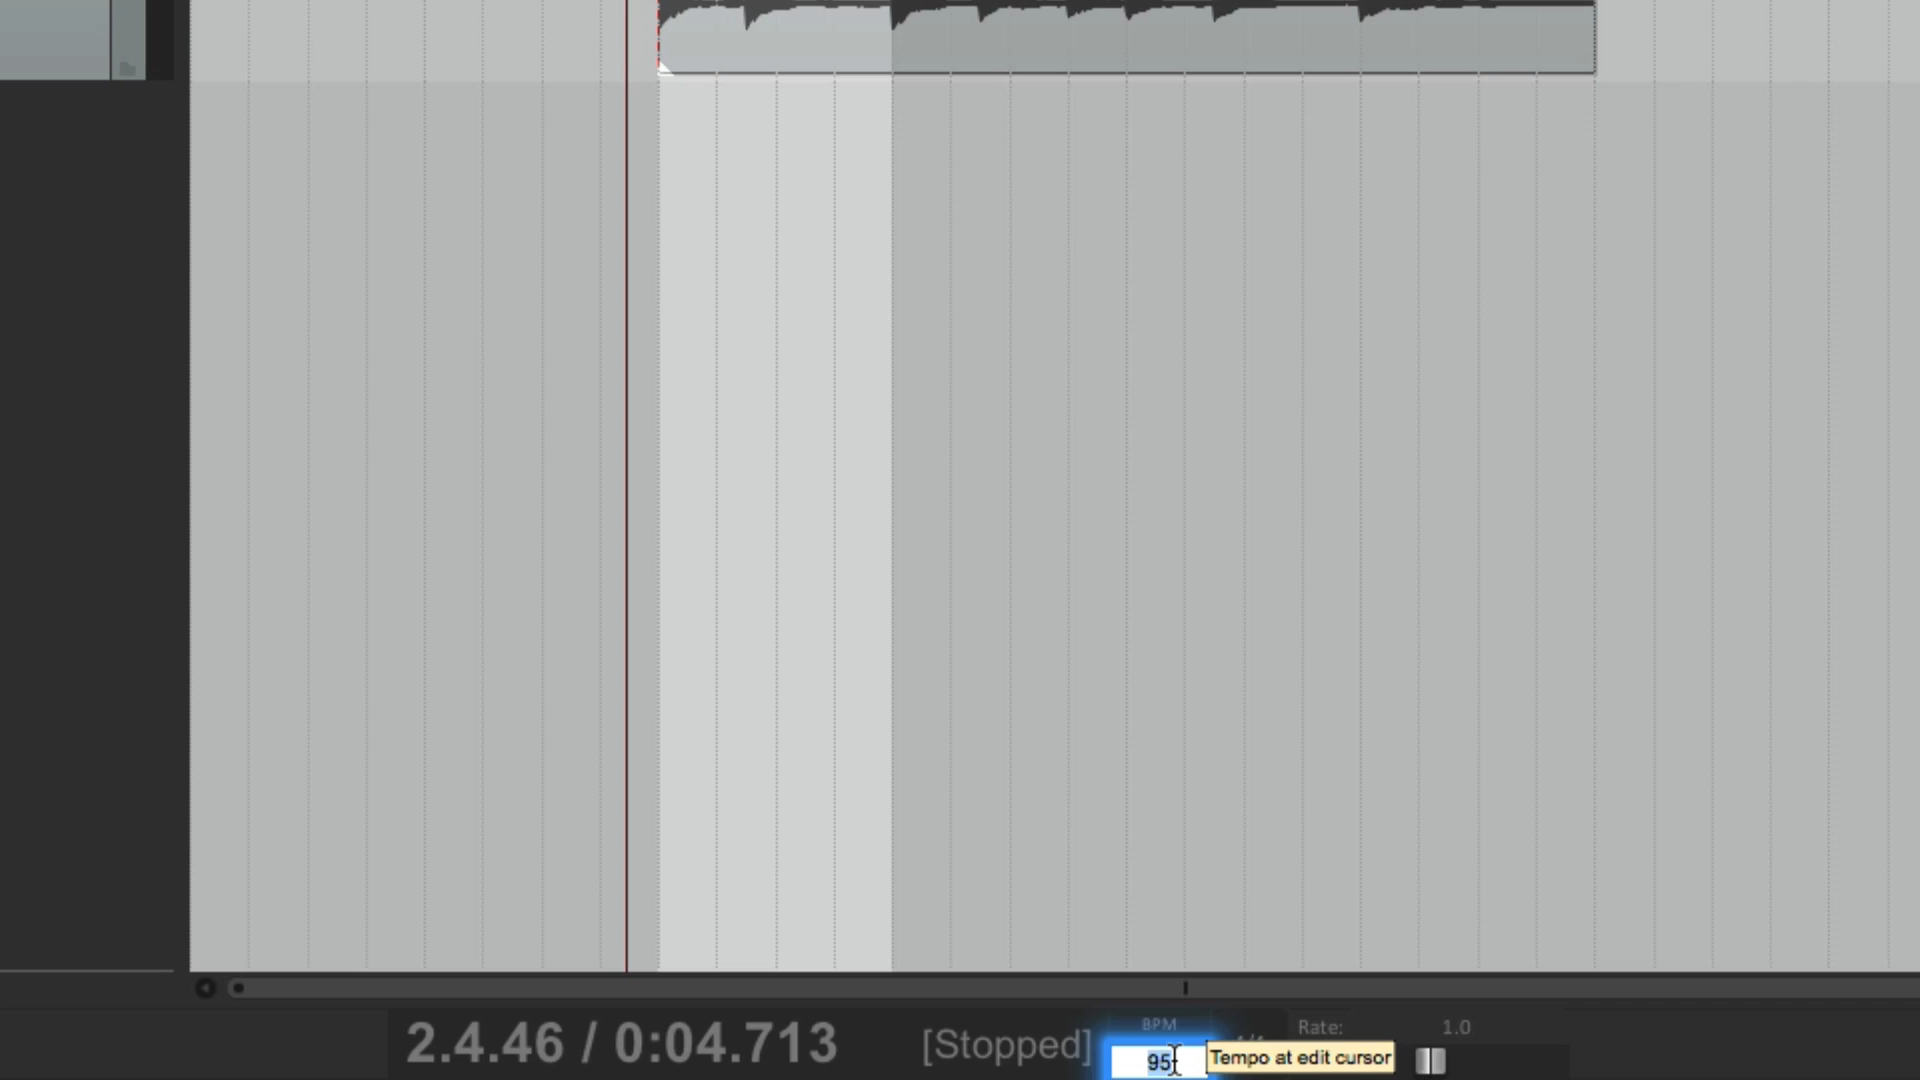 BPM
Rate: 1.0
2.4.46 / 0:04.713 [Stopped]
95
Tempo at edit cursor